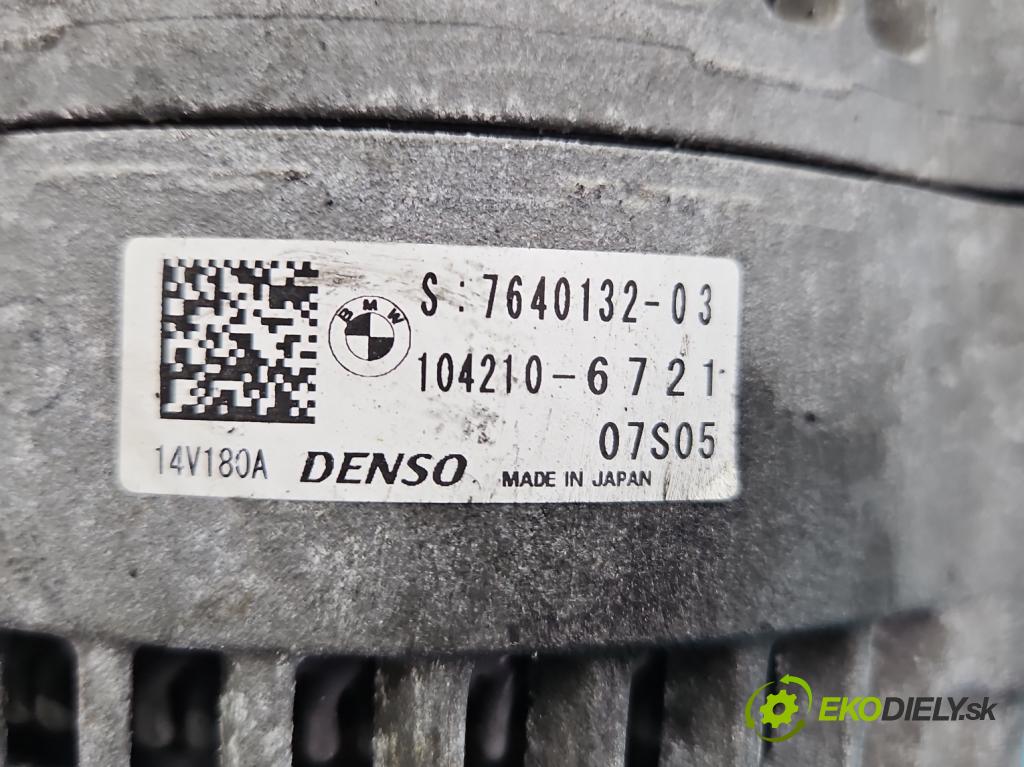 S:7640132-03
BMW
104210-6721
07S05
14V180A DENSO MADE IN JAPAN
EKODIELY.sk